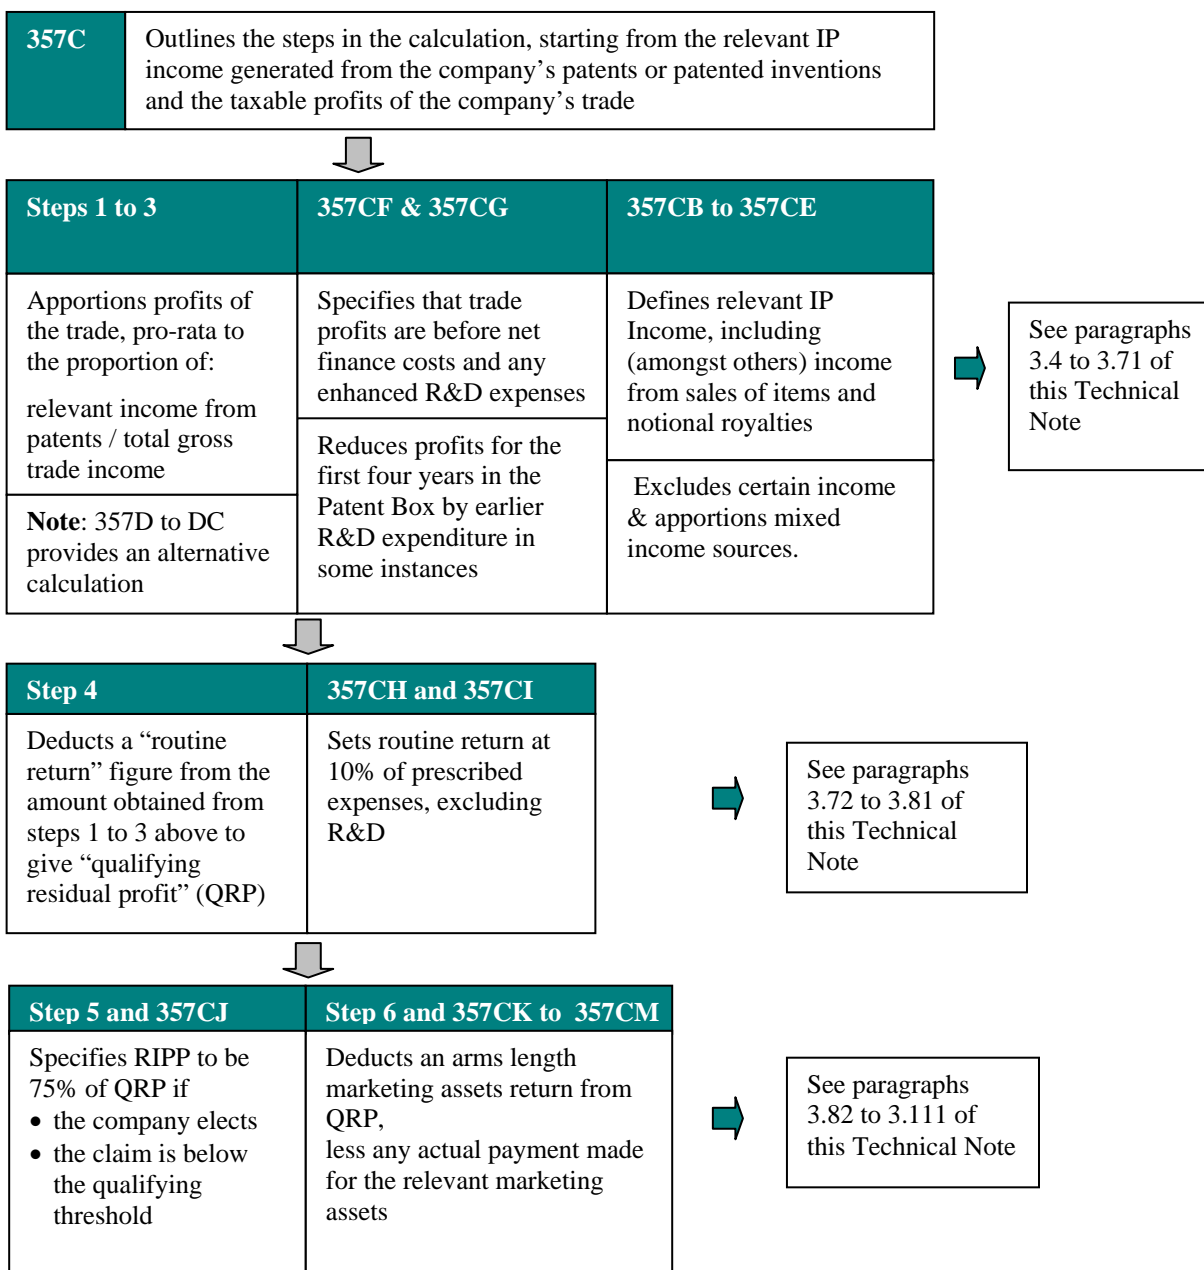 357C
Outlines the steps in the calculation, starting from the relevant IP
income generated from the company’s patents or patented inventions
and the taxable profits of the company’s trade
Steps 1 to 3
Apportions profits of
the trade, pro-rata to
the proportion of:
relevant income from
patents / total gross
trade income
Note: 357D to DC
provides an alternative
calculation
357CF & 357CG
Specifies that trade
profits are before net
finance costs and any
enhanced R&D expenses
Reduces profits for the
first four years in the
Patent Box by earlier
R&D expenditure in
some instances
357CB to 357CE
Defines relevant IP
Income, including
(amongst others) income
from sales of items and
notional royalties
Excludes certain income
& apportions mixed
income sources.
See paragraphs
3.4 to 3.71 of
this Technical
Note
Step 4
Deducts a “routine
return” figure from the
amount obtained from
steps 1 to 3 above to
give “qualifying
residual profit” (QRP)
357CH and 357CI
Sets routine return at
10% of prescribed
expenses, excluding
R&D
See paragraphs
3.72 to 3.81 of
this Technical
Note
Step 5 and 357CJ
Specifies RIPP to be
75% of QRP if
• the company elects
• the claim is below
the qualifying
threshold
Step 6 and 357CK to 357CM
Deducts an arms length
marketing assets return from
QRP,
less any actual payment made
for the relevant marketing
assets
See paragraphs
3.82 to 3.111 of
this Technical Note